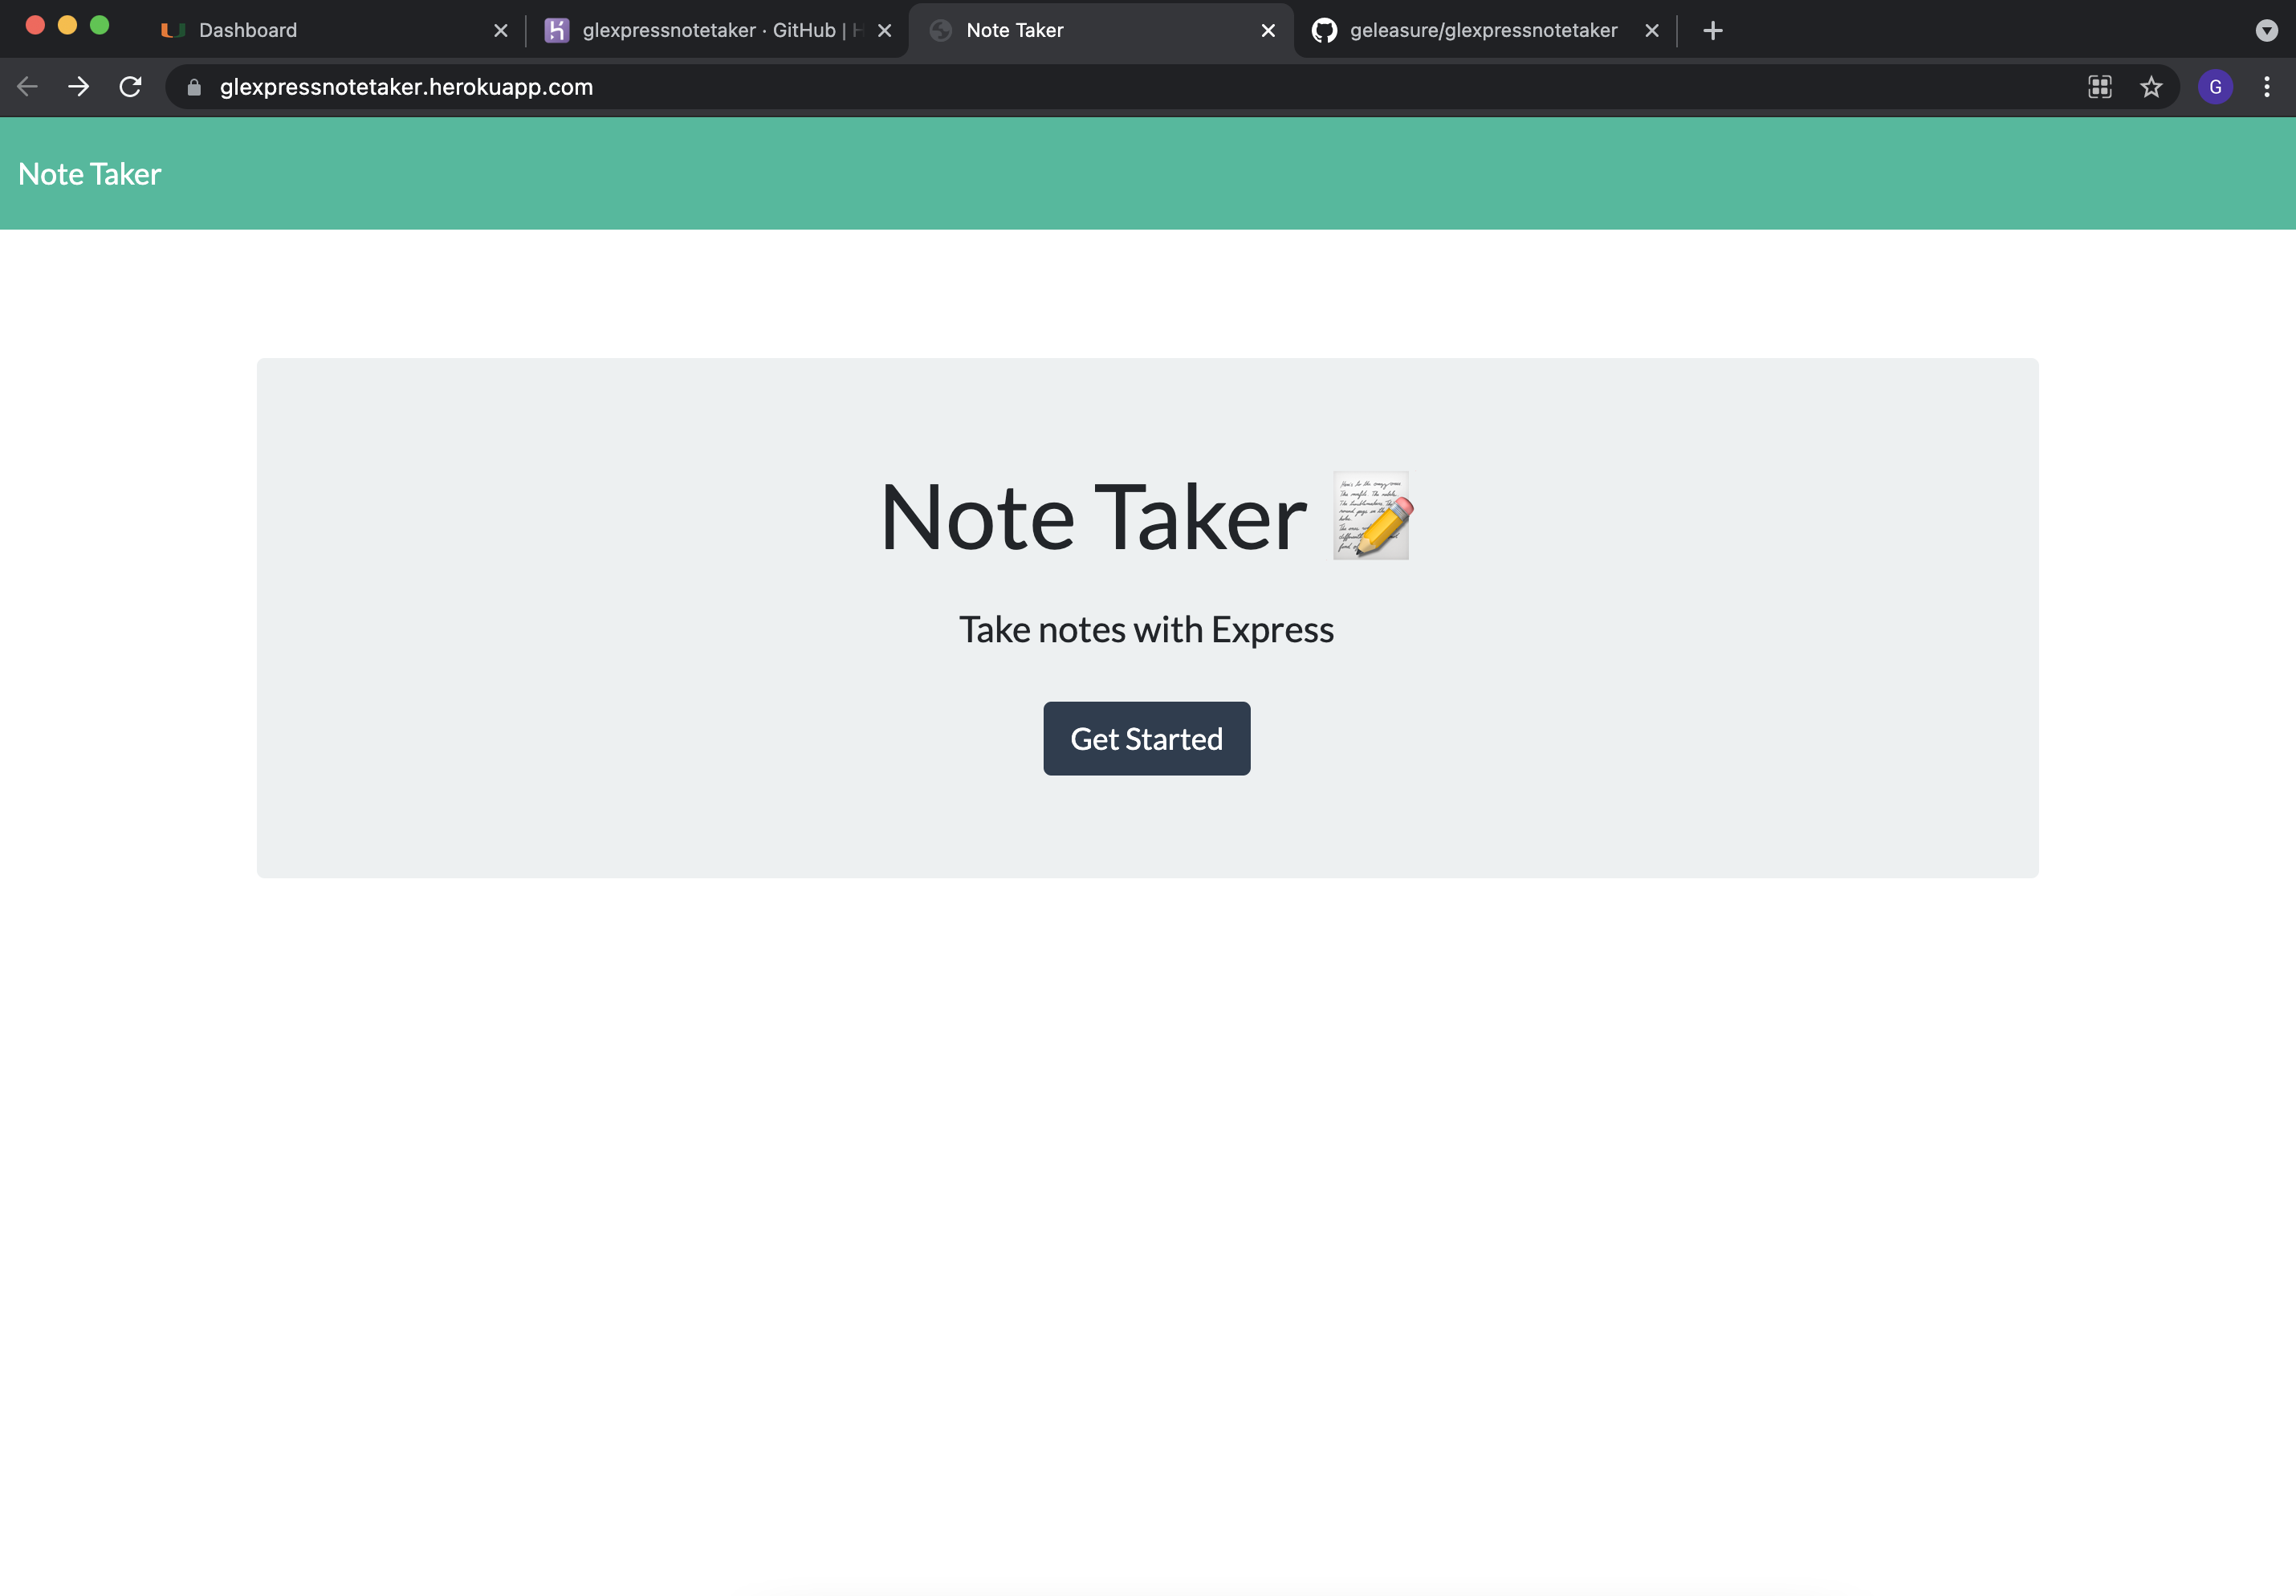 Dashboard
glexpressnotetaker · GitHub |
Note Taker
geleasure/glexpressnotetaker
glexpressnotetaker.herokuapp.com
G
Note Taker
Note Taker
Take notes with Express
Get Started